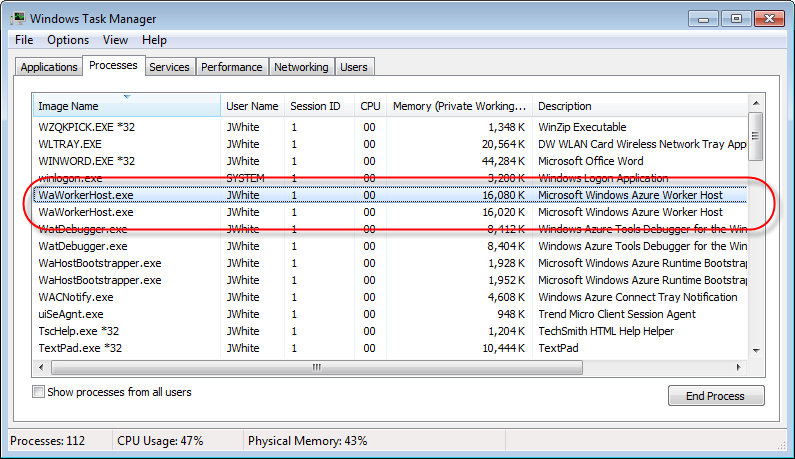 Windows Task Manager
File Options View Help
Applications Processes Services Performance Networking Users
Image Name User Name Session ID CPU Memory (Private Working... Description
WZQKPICK.EXE *32 JWhite 1 00 1,348 K WinZip Executable
WLTRAY.EXE JWhite 1 00 20,564 K DW WLAN Card Wireless Network Tray App
WINWORD.EXE *32 JWhite 1 00 44,284 K Microsoft Office Word
winlogon.exe SYSTEM 1 00 3,200 K Windows Logon Application
WaWorkerHost.exe JWhite 1 00 16,080 K Microsoft Windows Azure Worker Host
WaWorkerHost.exe JWhite 1 00 16,020 K Microsoft Windows Azure Worker Host
WatDebugger.exe JWhite 1 00 8,412 K Windows Azure Tools Debugger for the Win
WatDebugger.exe JWhite 1 00 8,404 K Windows Azure Tools Debugger for the Win
WaHostBootstrapper.exe JWhite 1 00 1,928 K Microsoft Azure Runtime Bootstrap
WaHostBootstrapper.exe JWhite 1 00 1,952 K Microsoft Azure Runtime Bootstrap
WACNotify.exe JWhite 1 00 4,608 K Windows Azure Connect Tray Notification
uiSeAgnt.exe JWhite 1 00 948 K Trend Micro Client Session Agent
TscHelp.exe *32 JWhite 1 00 1,204 K TechSmith HTML Help Helper
TextPad.exe *32 JWhite 1 00 10,444 K TextPad
Show processes from all users
End Process
Processes: 112 CPU Usage: 47% Physical Memory: 43%